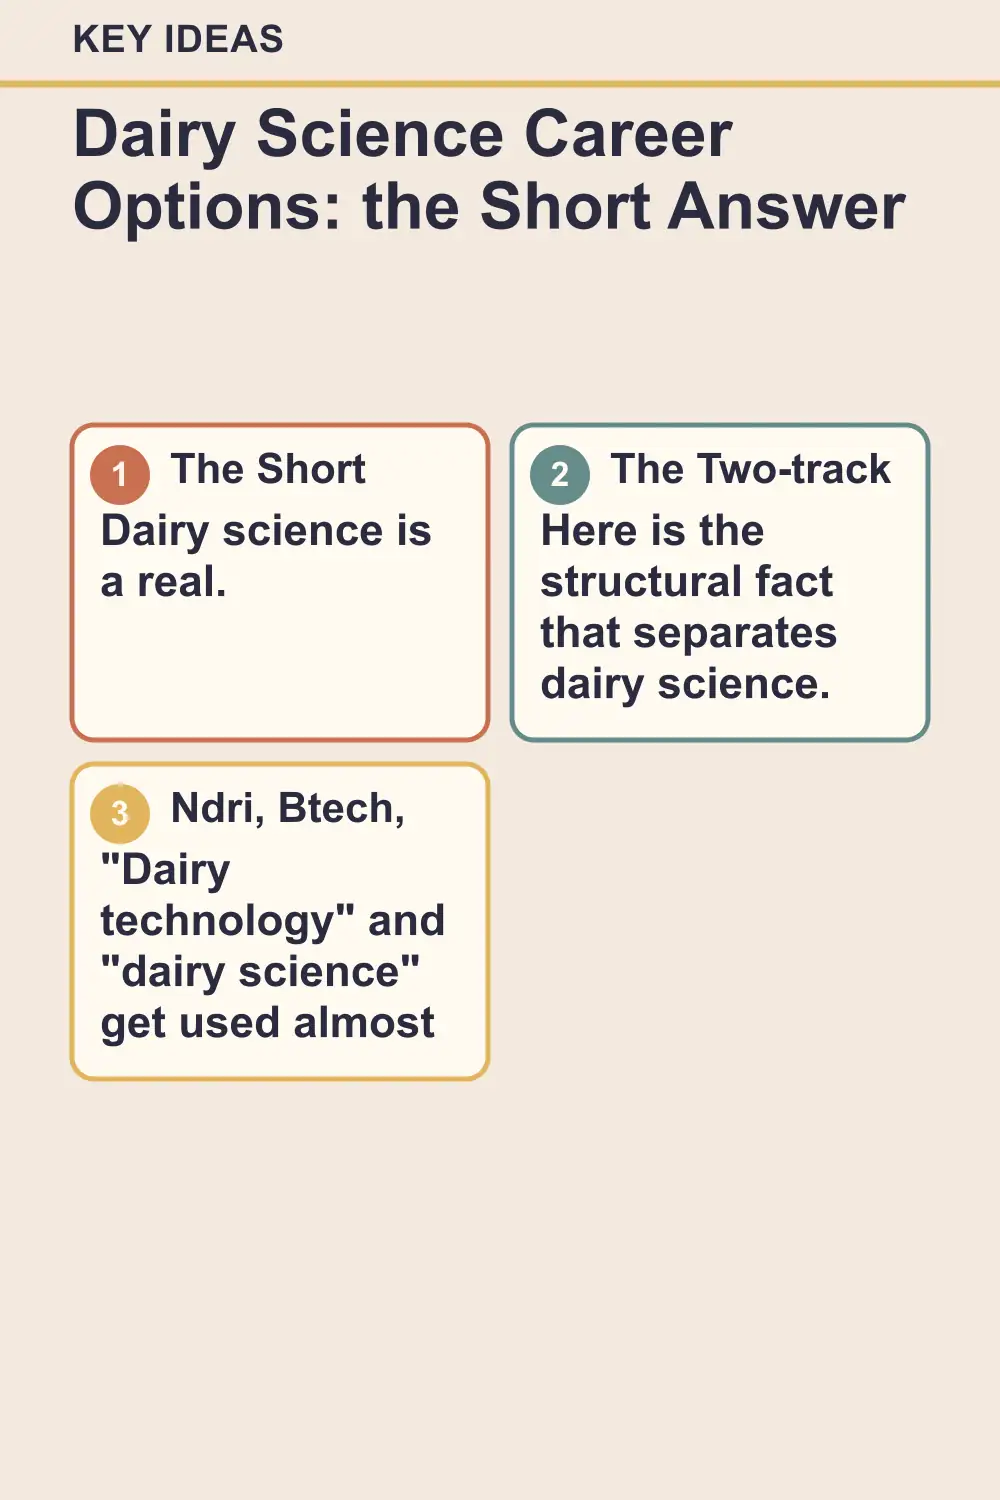 KEY IDEAS
Dairy Science Career
Options: the Short Answer
1 The Short
Dairy science is
a real.
2 The Two-track
Here is the
structural fact
that separates
dairy science.
3 Ndri, Btech,
"Dairy
technology" and
"dairy science"
get used almost